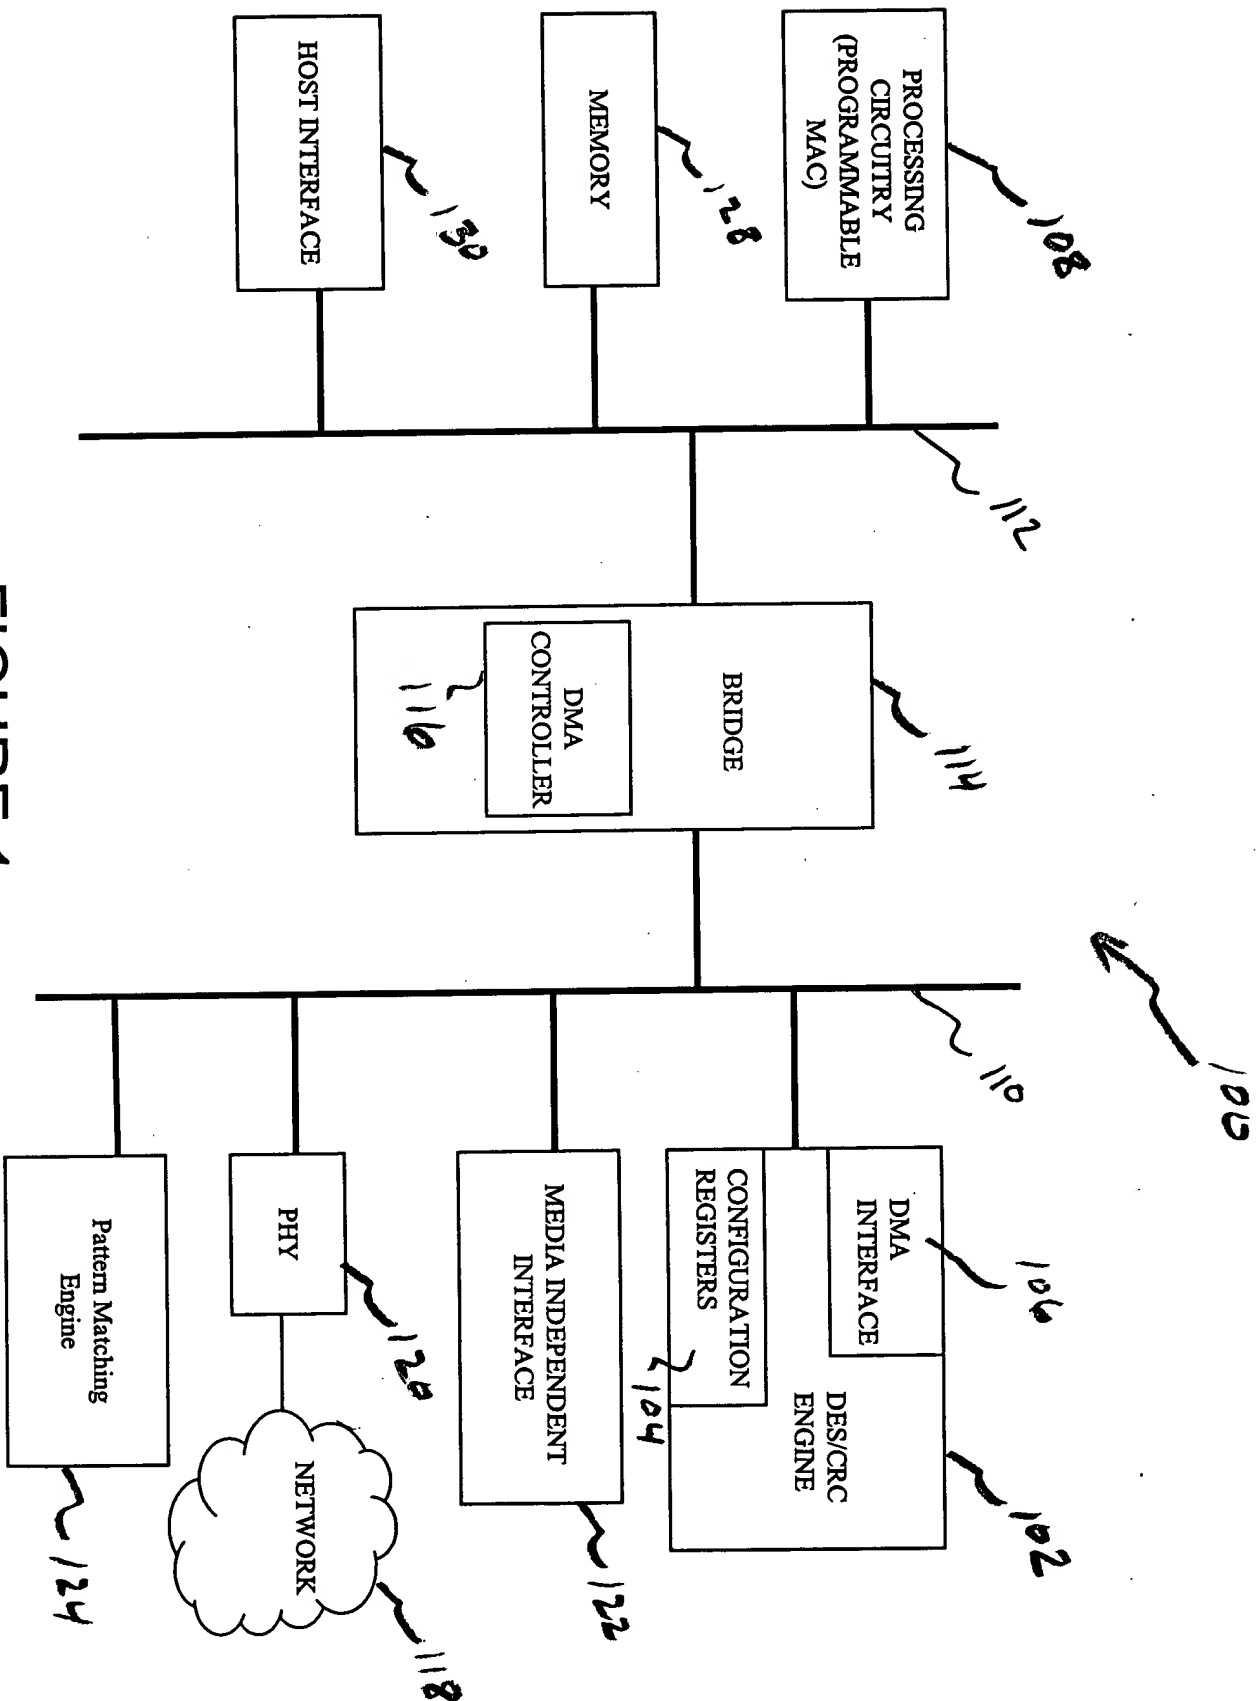 100
PROCESSING
CIRCUITRY
(PROGRAMMABLE
MAC)
108
MEMORY
128
HOST INTERFACE
130
112
BRIDGE
114
DMA
CONTROLLER
116
110
DMA
INTERFACE
106
DES/CRC
ENGINE
102
CONFIGURATION
REGISTERS
104
MEDIA INDEPENDENT
INTERFACE
122
PHY
120
NETWORK
118
Pattern Matching
Engine
124
FIGURE 1